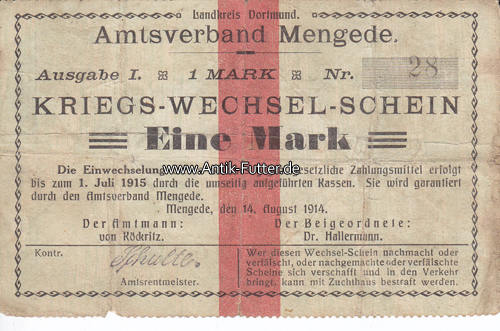 Landkreis Dortmund.
Amtsverband Mengede.
Ausgabe I. 1 MARK Nr. 28
KRIEGS-WECHSEL-SCHEIN
Eine Mark
www.Antik-Futter.de
Die Einwechselung gesetzliche Zahlungsmittel erfolgt
bis zum 1. Juli 1915 durch die umseitig aufgeführten Kassen. Sie wird garantiert
durch den Amtsverband Mengede.
Mengede, den 14. August 1914.
Der Amtmann: Der Beigeordnete:
von Röckritz. Dr. Hallermann.
Kontr. Schulte
Amtsrentmeister.
Wer diesen Wechsel-Schein nachmacht oder
verfälscht, oder nachgemachte oder verfälschte
Scheine sich verschafft und in den Verkehr
bringt, kann mit Zuchthaus bestraft werden.